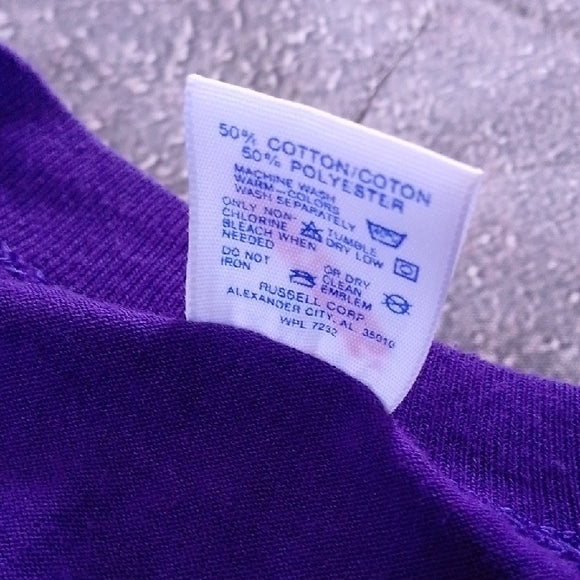 50% COTTON/COTON
50% POLYESTER
MACHINE WASH
WARM-COLORS
WASH SEPARATELY
ONLY NON-
CHLORINE
BLEACH WHEN
NEEDED
TUMBLE
DRY LOW
DO NOT
IRON
OR DRY
CLEAN
EMBLEM
RUSSELL CORP
ALEXANDER CITY, AL 35010
WPL 7232